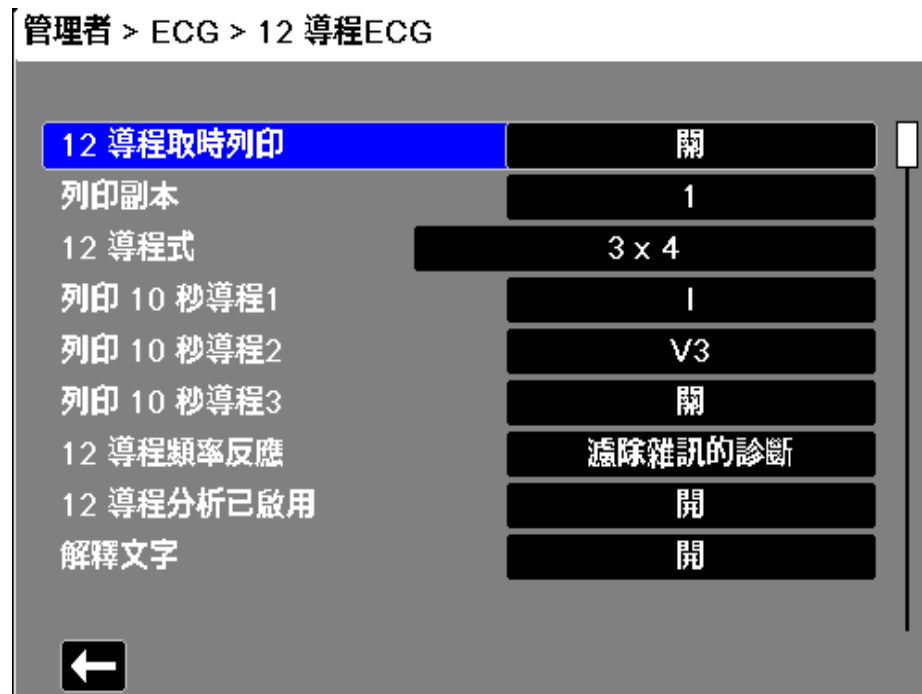 管理者 > ECG > 12 導程ECG
12 導程取時列印 關
列印副本 1
12 導程式 3 x 4
列印 10 秒導程1 I
列印 10 秒導程2 V3
列印 10 秒導程3 關
12 導程頻率反應 濾除雜訊的診斷
12 導程分析已啟用 開
解釋文字 開